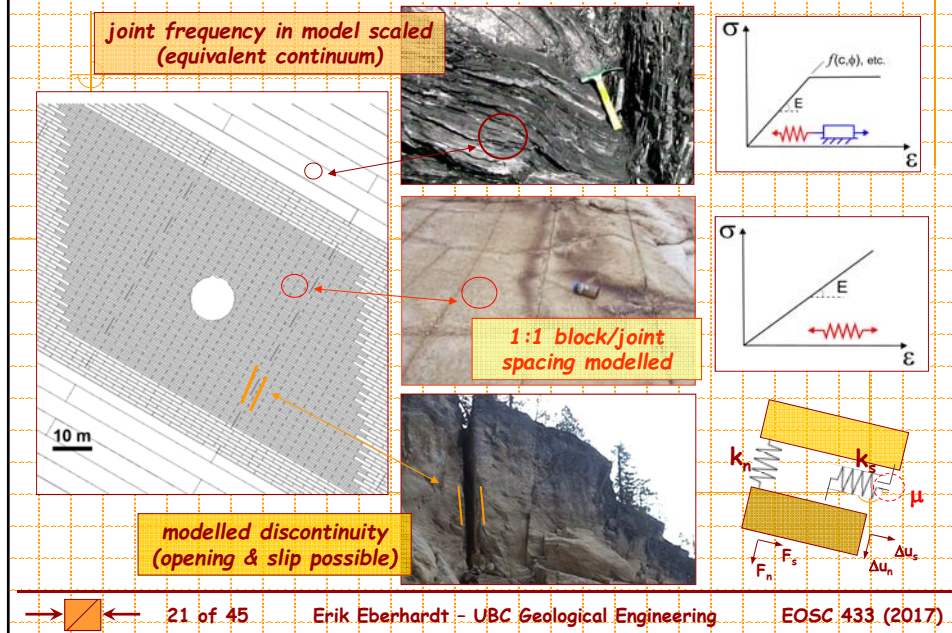 joint frequency in model scaled
(equivalent continuum)
10 m
1:1 block/joint
spacing modelled
modelled discontinuity
(opening & slip possible)
σ
f(c,ϕ), etc.
E
ε
σ
E
ε
kn
ks
μ
Fn
Fs
Δun
Δus
21 of 45
Erik Eberhardt – UBC Geological Engineering
EOSC 433 (2017)